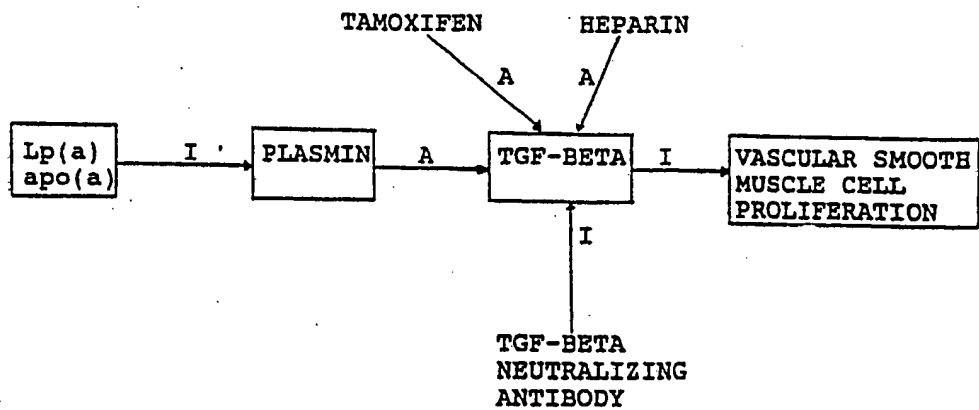 TAMOXIFEN
HEPARIN
A
A
Lp(a)
apo(a)
I
PLASMIN
A
TGF-BETA
I
VASCULAR SMOOTH
MUSCLE CELL
PROLIFERATION
I
TGF-BETA
NEUTRALIZING
ANTIBODY